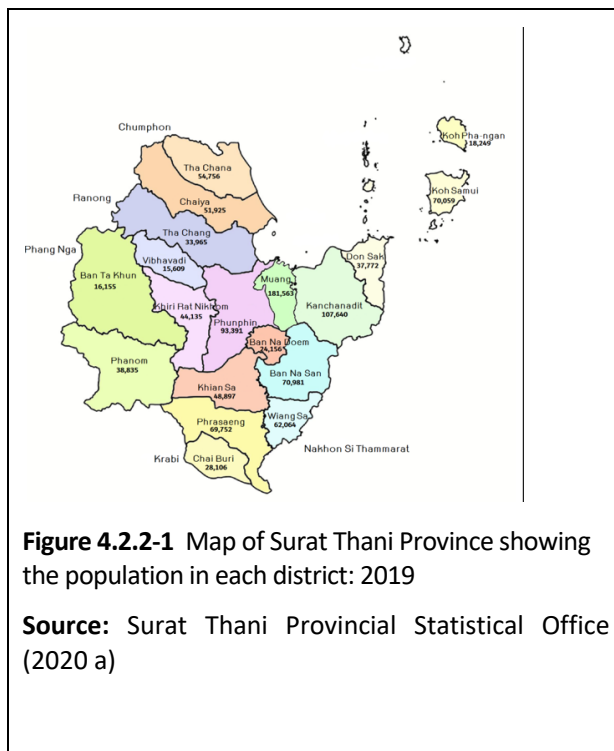 Koh Pha-ngan
18,249
Chumphon
Tha Chana
54,756
Koh Samui
70,059
Ranong
Chaiya
51,925
Tha Chang
33,965
Phang Nga
Vibhavadi
15,609
Don Sak
37,772
Ban Ta Khun
16,155
Muang
181,563
Kanchanadit
107,640
Khiri Rat Nikhom
44,135
Phunphin
93,391
Ban Na Doem
24,156
Phanom
38,835
Ban Na San
70,981
Khian Sa
48,897
Phrasaeng
69,752
Wiang Sa
62,064
Nakhon Si Thammarat
Krabi
Chai Buri
28,106
Figure 4.2.2-1 Map of Surat Thani Province showing
the population in each district: 2019
Source: Surat Thani Provincial Statistical Office
(2020 a)